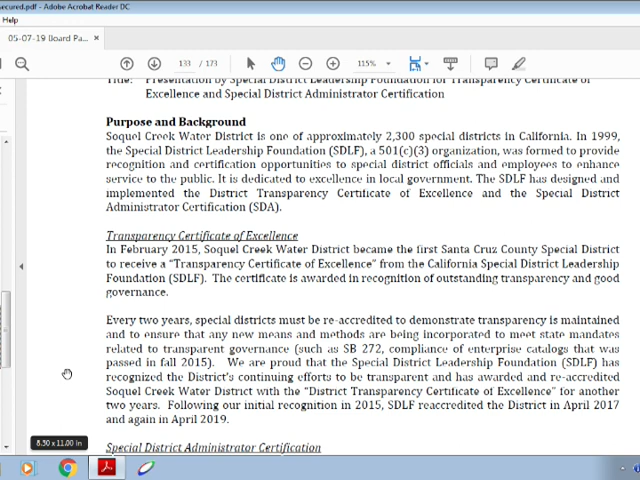 secured.pdf - Adobe Acrobat Reader DC
Help
05-07-19 Board Pa... ×
133 / 173
115%
Title: Presentation by Special District Leadership Foundation for Transparency Certificate of
Excellence and Special District Administrator Certification
Purpose and Background
Soquel Creek Water District is one of approximately 2,300 special districts in California. In 1999,
the Special District Leadership Foundation (SDLF), a 501(c)(3) organization, was formed to provide
recognition and certification opportunities to special district officials and employees to enhance
service to the public. It is dedicated to excellence in local government. The SDLF has designed and
implemented the District Transparency Certificate of Excellence and the Special District
Administrator Certification (SDA).
Transparency Certificate of Excellence
In February 2015, Soquel Creek Water District became the first Santa Cruz County Special District
to receive a "Transparency Certificate of Excellence" from the California Special District Leadership
Foundation (SDLF). The certificate is awarded in recognition of outstanding transparency and good
governance.
Every two years, special districts must be re-accredited to demonstrate transparency is maintained
and to ensure that any new means and methods are being incorporated to meet state mandates
related to transparent governance (such as SB 272, compliance of enterprise catalogs that was
passed in fall 2015). We are proud that the Special District Leadership Foundation (SDLF) has
recognized the District's continuing efforts to be transparent and has awarded and re-accredited
Soquel Creek Water District with the "District Transparency Certificate of Excellence" for another
two years. Following our initial recognition in 2015, SDLF reaccredited the District in April 2017
and again in April 2019.
8.50 x 11.00 in
Special District Administrator Certification